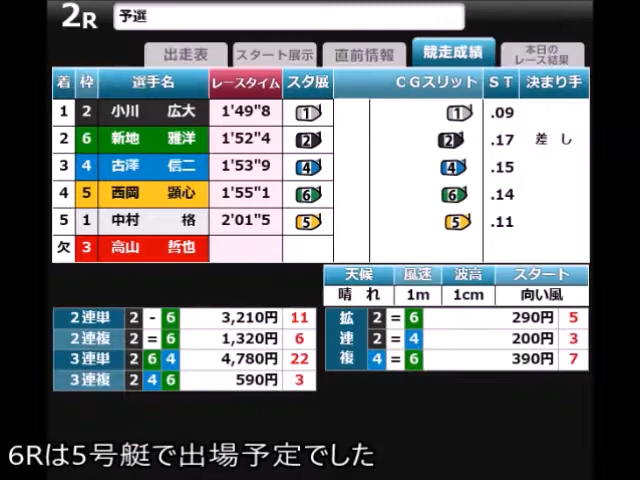 2R 予選
出走表 スタート展示 直前情報 競走成績 本日のレース結果
着 枠 選手名 レースタイム スタ展 CGスリット ST 決まり手
1 2 小川 広大 1'49"8 1 1 .09
2 6 新地 雅洋 1'52"4 2 2 .17 差し
3 4 古澤 信二 1'53"9 4 4 .15
4 5 西岡 顕心 1'55"1 6 6 .14
5 1 中村 格 2'01"5 5 5 .11
欠 3 高山 哲也
天候 風速 波高 スタート
晴れ 1m 1cm 向い風
2連単 2 - 6 3,210円 11
2連複 2 = 6 1,320円 6
3連単 2 6 4 4,780円 22
3連複 2 4 6 590円 3
拡 2 = 6 290円 5
連 2 = 4 200円 3
複 4 = 6 390円 7
6Rは5号艇で出場予定でした